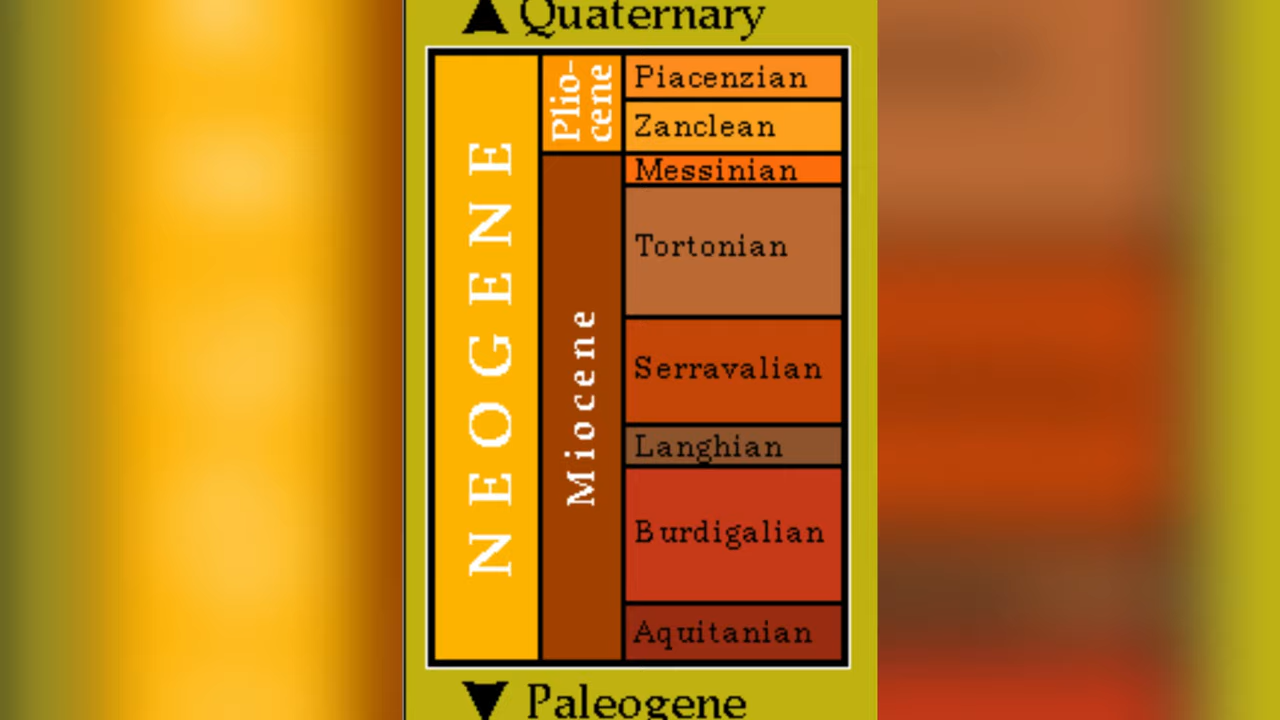 ▲ Quaternary
NEOGENE
Plio-
cene
Miocene
Piacenzian
Zanclean
Messinian
Tortonian
Serravalian
Langhian
Burdigalian
Aquitanian
▼ Paleogene